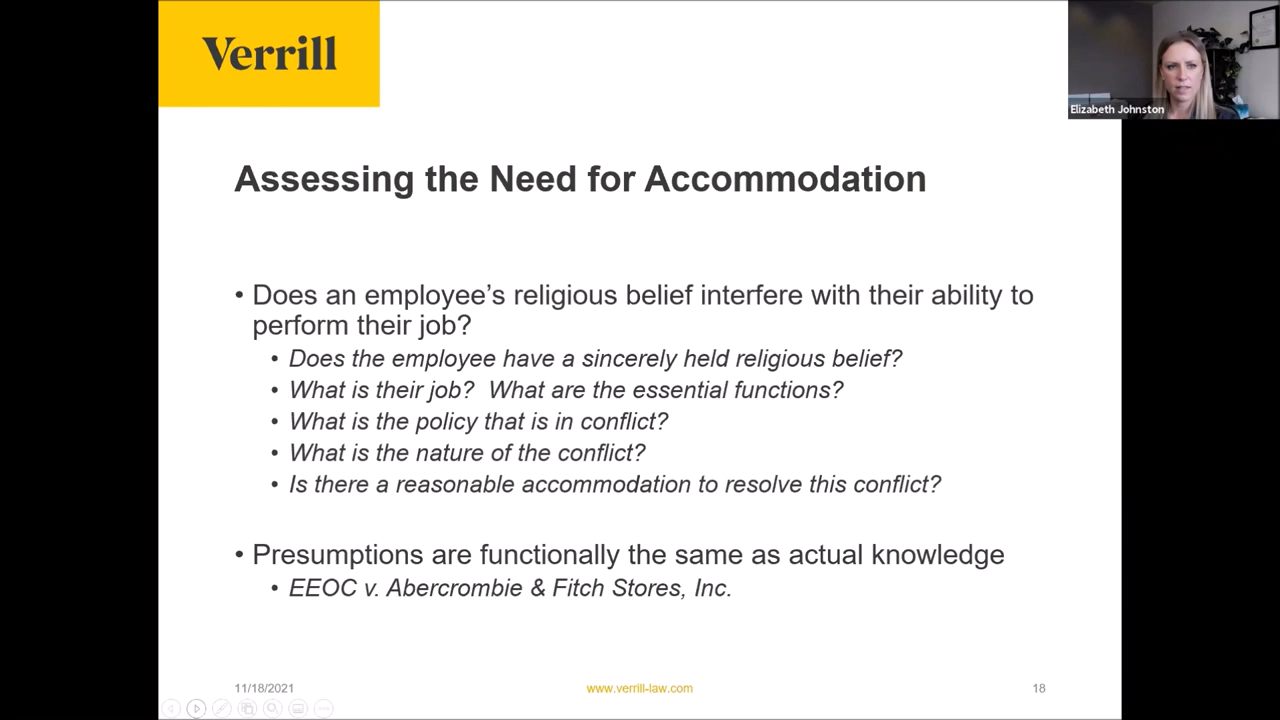 Verrill
Elizabeth Johnston
Assessing the Need for Accommodation
• Does an employee’s religious belief interfere with their ability to
perform their job?
• Does the employee have a sincerely held religious belief?
• What is their job?  What are the essential functions?
• What is the policy that is in conflict?
• What is the nature of the conflict?
• Is there a reasonable accommodation to resolve this conflict?
• Presumptions are functionally the same as actual knowledge
• EEOC v. Abercrombie & Fitch Stores, Inc.
11/18/2021
www.verrill-law.com
18